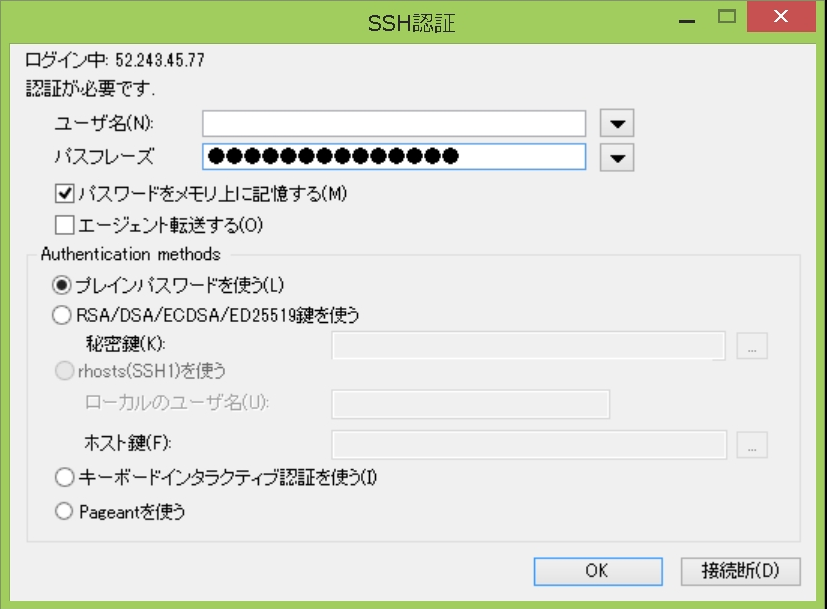 SSH認証
ログイン中: 52.243.45.77
認証が必要です.
ユーザ名(N):
パスフレーズ
●●●●●●●●●●●●●●
パスワードをメモリ上に記憶する(M)
エージェント転送する(O)
Authentication methods
プレインパスワードを使う(L)
RSA/DSA/ECDSA/ED25519鍵を使う
秘密鍵(K):
...
rhosts(SSH1)を使う
ローカルのユーザ名(U):
ホスト鍵(F):
...
キーボードインタラクティブ認証を使う(I)
Pageantを使う
OK
接続断(D)